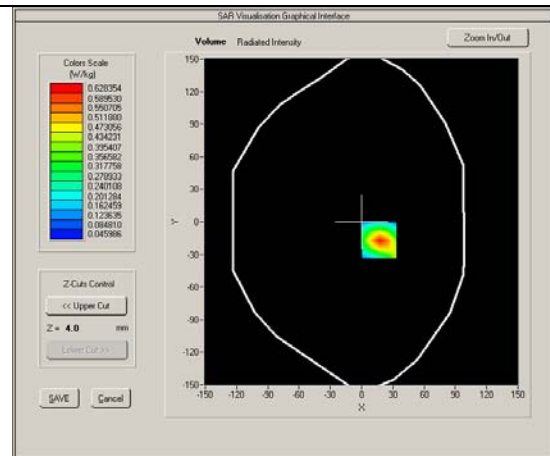 SAR Visualisation Graphical Interface
Volume Radiated Intensity
Zoom In/Out
Colors Scale
(W/kg)
0.628354
0.589530
0.550705
0.511880
0.473056
0.434231
0.395407
0.356582
0.317758
0.278933
0.240108
0.201284
0.162459
0.123635
0.084810
0.045986
150
120
90
60
30
0
-30
-60
-90
-120
-150
Y
-150 -120 -90 -60 -30 0 30 60 90 120 150
X
Z-Cuts Control
<< Upper Cut
Z = 4.0 mm
Lower Cut >>
SAVE Cancel